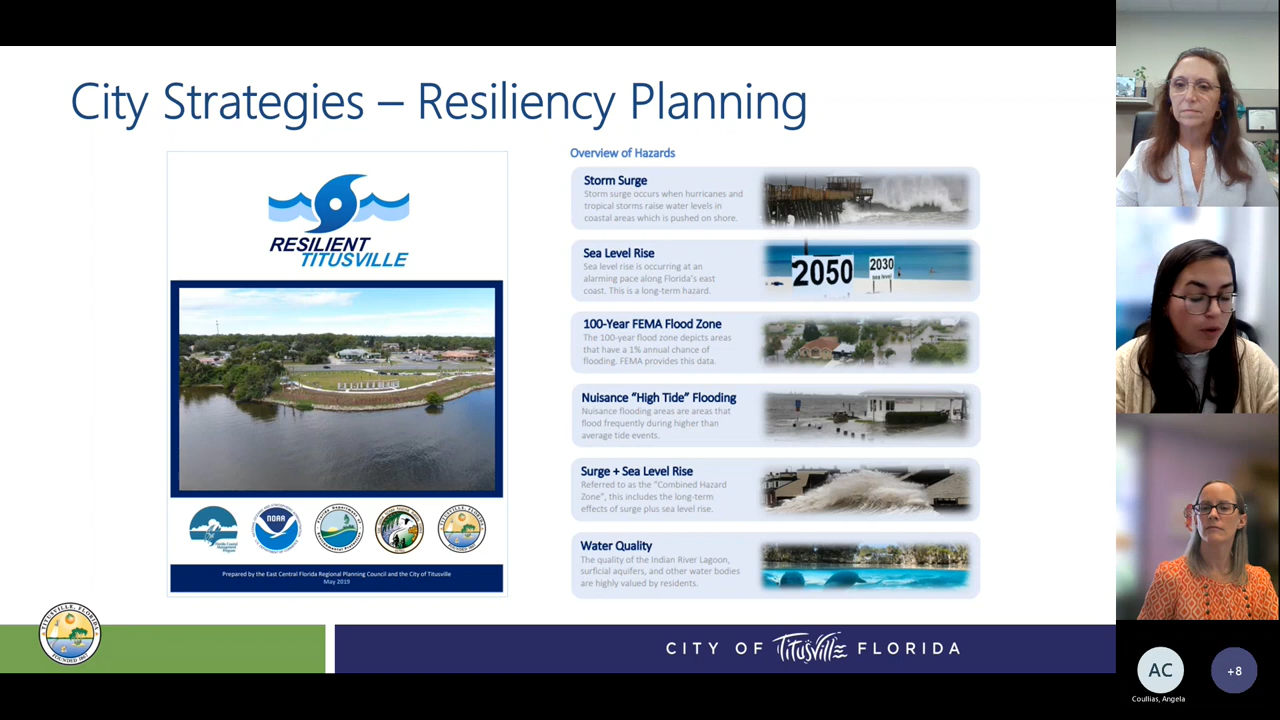 City Strategies – Resiliency Planning
RESILIENT
TITUSVILLE
NOAA
Prepared by the East Central Florida Regional Planning Council and the City of Titusville
May 2019
Overview of Hazards
Storm Surge
Storm surge occurs when hurricanes and
tropical storms raise water levels in
coastal areas which is pushed on shore.
Sea Level Rise
Sea level rise is occurring at an
alarming pace along Florida's east
coast. This is a long-term hazard.
2050
2030
sea level
100-Year FEMA Flood Zone
The 100-year flood zone depicts areas
that have a 1% annual chance of
flooding. FEMA provides this data.
Nuisance “High Tide” Flooding
Nuisance flooding areas are areas that
flood frequently during higher than
average tide events.
Surge + Sea Level Rise
Referred to as the “Combined Hazard
Zone”, this includes the long-term
effects of surge plus sea level rise.
Water Quality
The quality of the Indian River Lagoon,
surficial aquifers, and other water bodies
are highly valued by residents.
TITUSVILLE, FLORIDA
FOUNDED 1867
CITY OF Titusville FLORIDA
AC
Coullias, Angela
+8